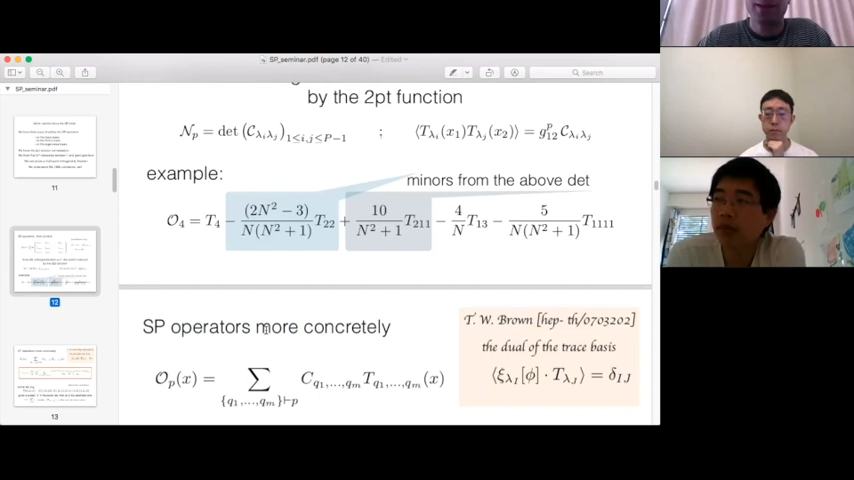 SP_seminar.pdf (page 12 of 40) — Edited
Search
SP_seminar.pdf
11
12
13
by the 2pt function
𝒩_p = det (𝒞_{λ_iλ_j})_{1≤i,j≤P−1} ; ⟨T_{λ_i}(x_1)T_{λ_j}(x_2)⟩ = g_{12}^p 𝒞_{λ_iλ_j}
example:
minors from the above det
𝒪_4 = T_4 − \frac{(2N^2 − 3)}{N(N^2 + 1)} T_{22} + \frac{10}{N^2 + 1} T_{211} − \frac{4}{N} T_{13} − \frac{5}{N(N^2 + 1)} T_{1111}
SP operators more concretely
𝒪_p(x) = ∑_{{q_1,…,q_m}⊢p} C_{q_1,…,q_m} T_{q_1,…,q_m}(x)
T. W. Brown [hep- th/0703202]
the dual of the trace basis
⟨ξ_{λ_I}[ϕ] · T_{λ_J}⟩ = δ_{IJ}